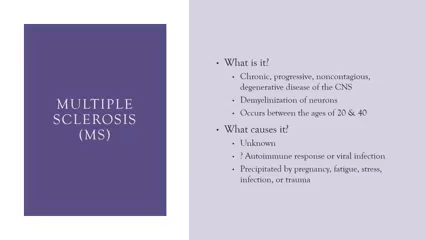 MULTIPLE
SCLEROSIS
(MS)
• What is it?
• Chronic, progressive, noncontagious,
degenerative disease of the CNS
• Demyelinization of neurons
• Occurs between the ages of 20 & 40
• What causes it?
• Unknown
• ? Autoimmune response or viral infection
• Precipitated by pregnancy, fatigue, stress,
infection, or trauma